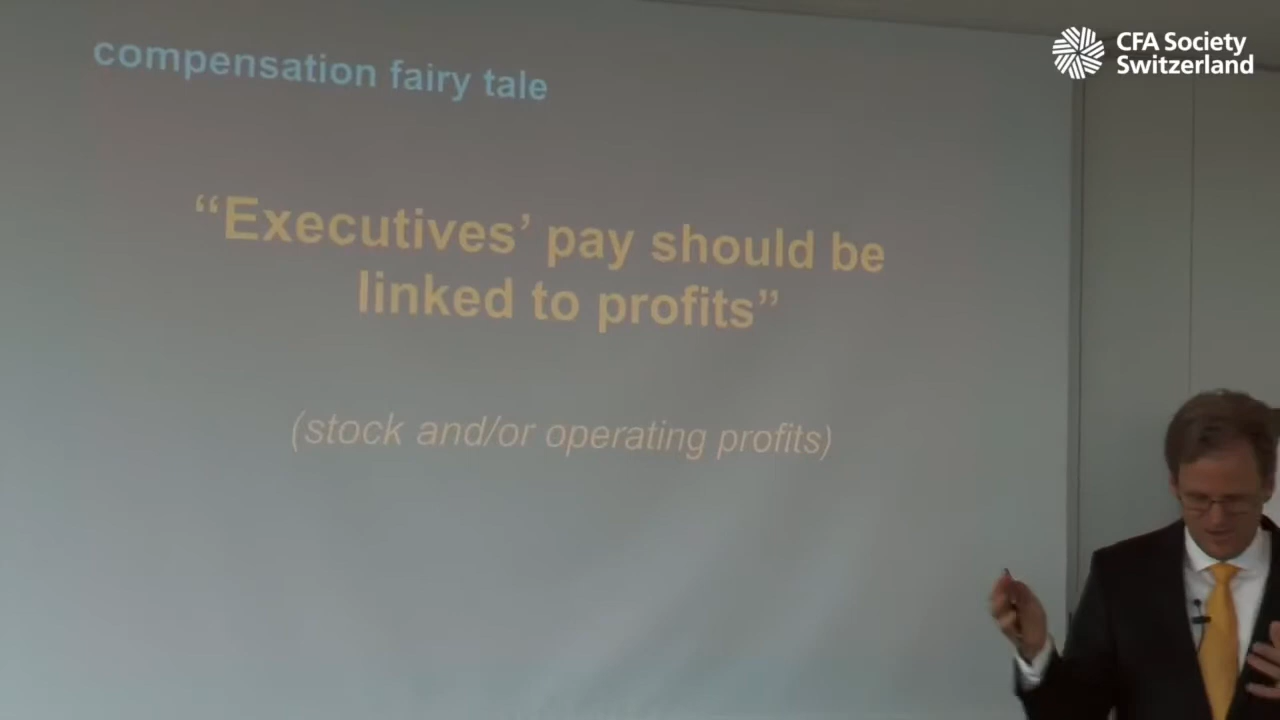 compensation fairy tale
CFA Society
Switzerland
“Executives’ pay should be
linked to profits”
(stock and/or operating profits)